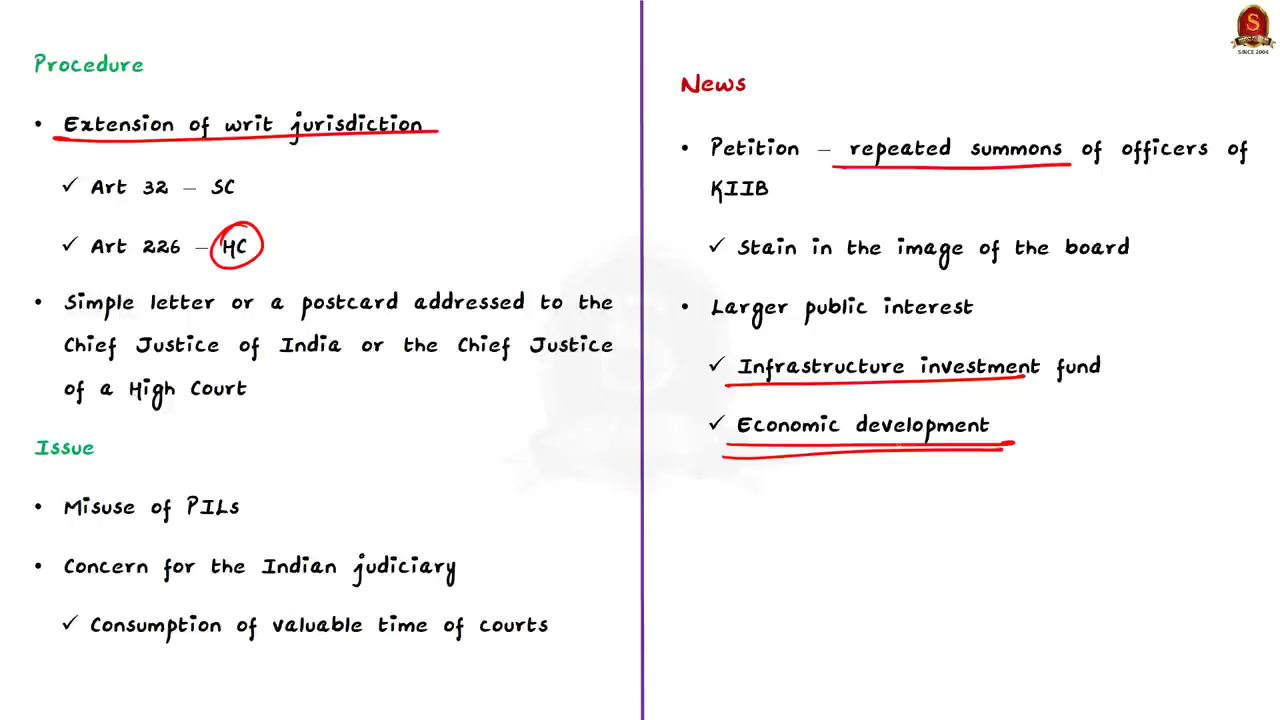 Procedure
• Extension of writ jurisdiction
✓ Art 32 – SC
✓ Art 226 – HC
• Simple letter or a postcard addressed to the
Chief Justice of India or the Chief Justice
of a High Court
Issue
• Misuse of PILs
• Concern for the Indian judiciary
✓ Consumption of valuable time of courts
News
• Petition – repeated summons of officers of
KIIB
✓ Stain in the image of the board
• Larger public interest
✓ Infrastructure investment fund
✓ Economic development
S
SINCE 2004